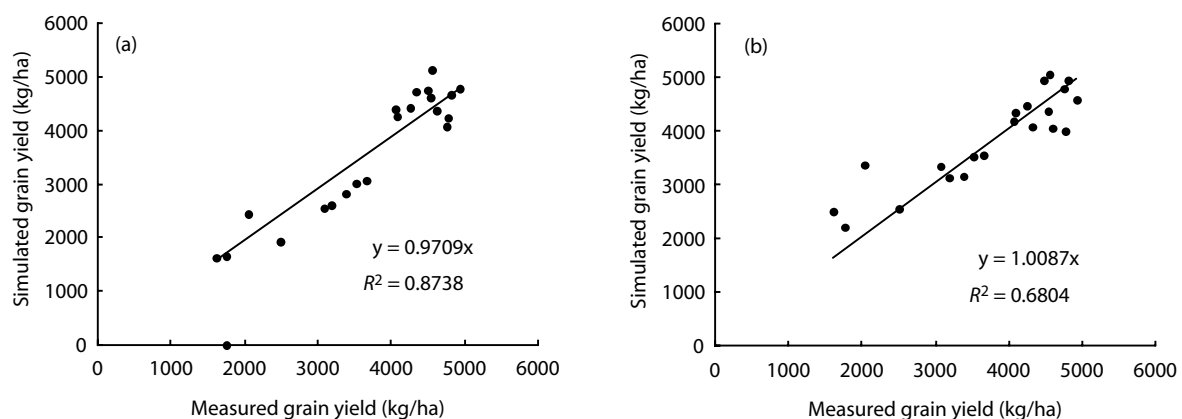 (a)
Simulated grain yield (kg/ha)
6000
5000
4000
3000
2000
1000
0
y = 0.9709x
R² = 0.8738
0 1000 2000 3000 4000 5000 6000
Measured grain yield (kg/ha)
(b)
Simulated grain yield (kg/ha)
6000
5000
4000
3000
2000
1000
0
y = 1.0087x
R² = 0.6804
0 1000 2000 3000 4000 5000 6000
Measured grain yield (kg/ha)